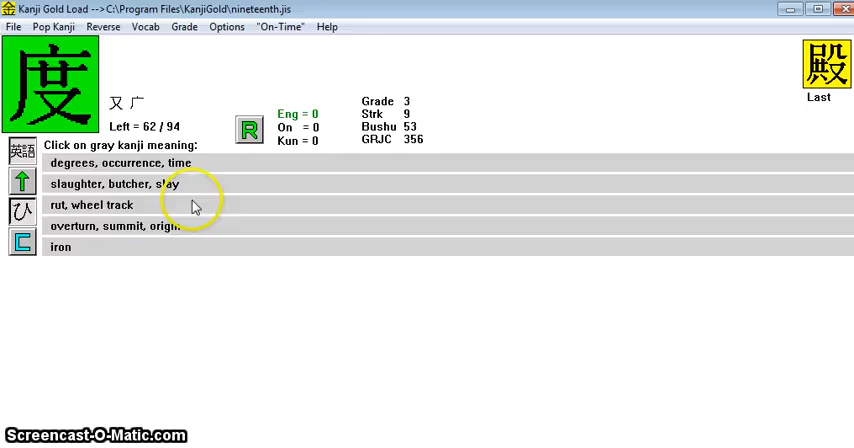 金 Kanji Gold Load -->C:\Program Files\KanjiGold\nineteenth.jis
File Pop Kanji Reverse Vocab Grade Options "On-Time" Help
度
殿
Last
又 广
Left = 62 / 94
R
Eng = 0
On = 0
Kun = 0
Grade 3
Strk 9
Bushu 53
GRJC 356
英語
Click on gray kanji meaning:
degrees, occurrence, time
slaughter, butcher, slay
ひ
rut, wheel track
overturn, summit, origin
iron
Screencast-O-Matic.com